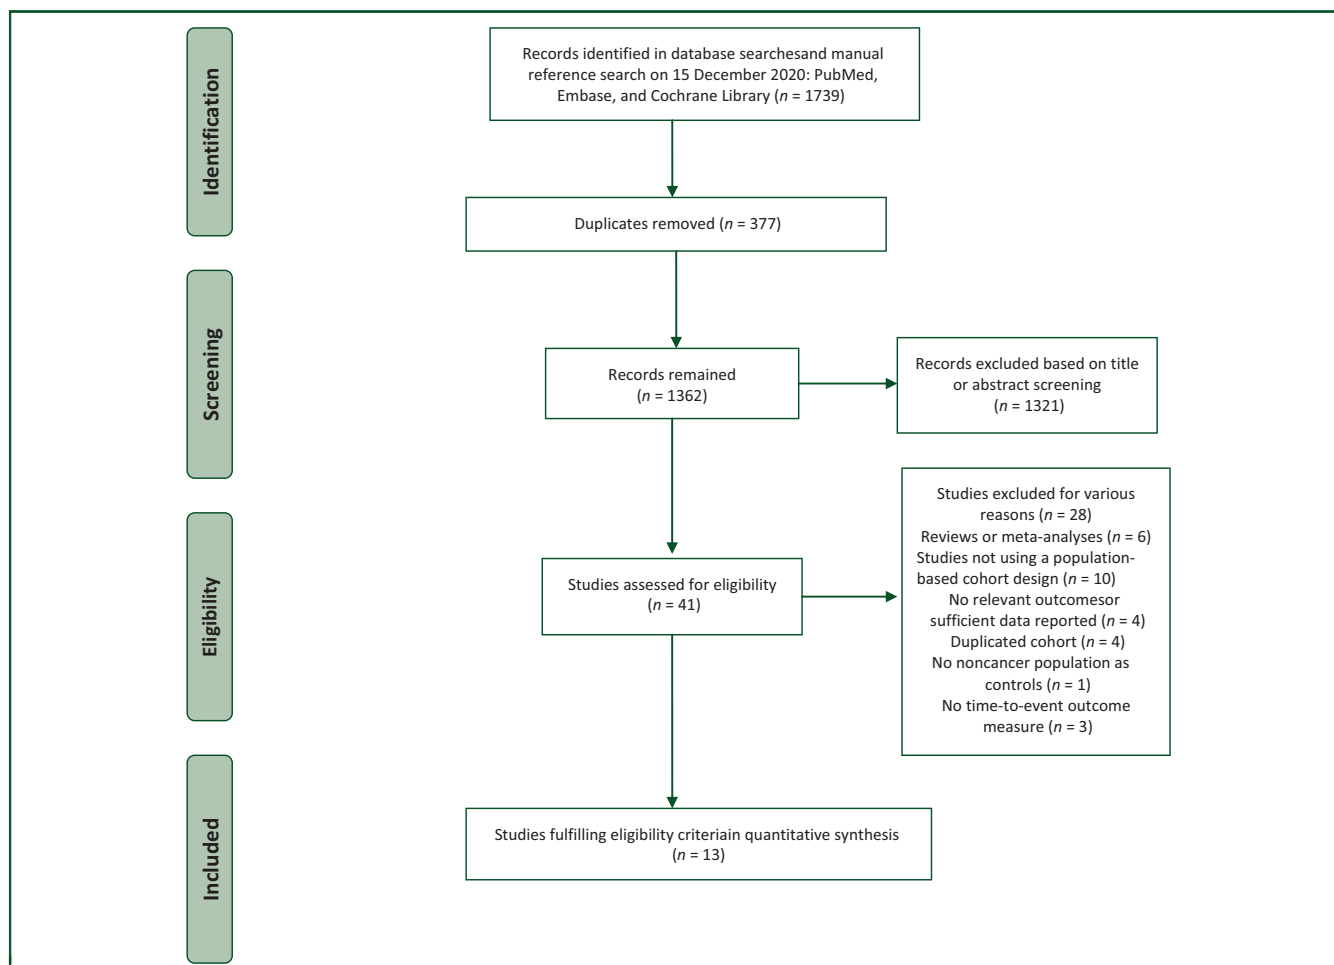 Identification
Records identified in database searchesand manual
reference search on 15 December 2020: PubMed,
Embase, and Cochrane Library (n = 1739)
Duplicates removed (n = 377)
Screening
Records remained
(n = 1362)
Records excluded based on title
or abstract screening
(n = 1321)
Eligibility
Studies assessed for eligibility
(n = 41)
Studies excluded for various
reasons (n = 28)
Reviews or meta-analyses (n = 6)
Studies not using a population-
based cohort design (n = 10)
No relevant outcomesor
sufficient data reported (n = 4)
Duplicated cohort (n = 4)
No noncancer population as
controls (n = 1)
No time-to-event outcome
measure (n = 3)
Included
Studies fulfilling eligibility criteriain quantitative synthesis
(n = 13)